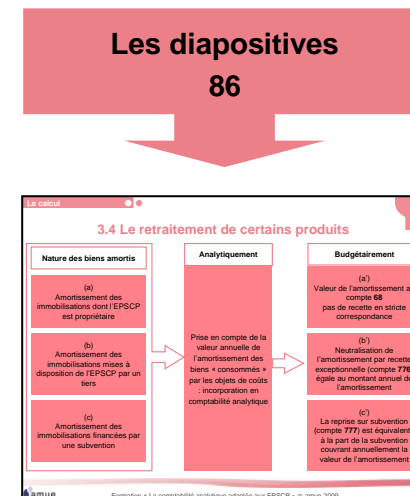 Les diapositives
86
Le calcul
3.4 Le retraitement de certains produits
Nature des biens amortis
(a)
Amortissement des
immobilisations dont l'EPSCP
est propriétaire
(b)
Amortissement des
immobilisations mises à
disposition de l'EPSCP par un
tiers
(c)
Amortissement des
immobilisations financées par
une subvention
Analytiquement
Prise en compte de la
valeur annuelle de
l'amortissement des
biens « consommés »
par les objets de coûts
: incorporation en
comptabilité analytique
Budgétairement
(a')
Valeur de l'amortissement
compte 68
pas de recette en stricte
correspondance
(b')
Neutralisation de
l'amortissement par recette
exceptionnelle (compte 776
égale au montant annuel de
l'amortissement
(c')
La reprise sur subvention
(compte 777) est équivalent
à la part de la subvention
couvrant annuellement la
valeur de l'amortissement
amue
Formation « La comptabilité analytique adaptée aux EPSCP » © amue 2009